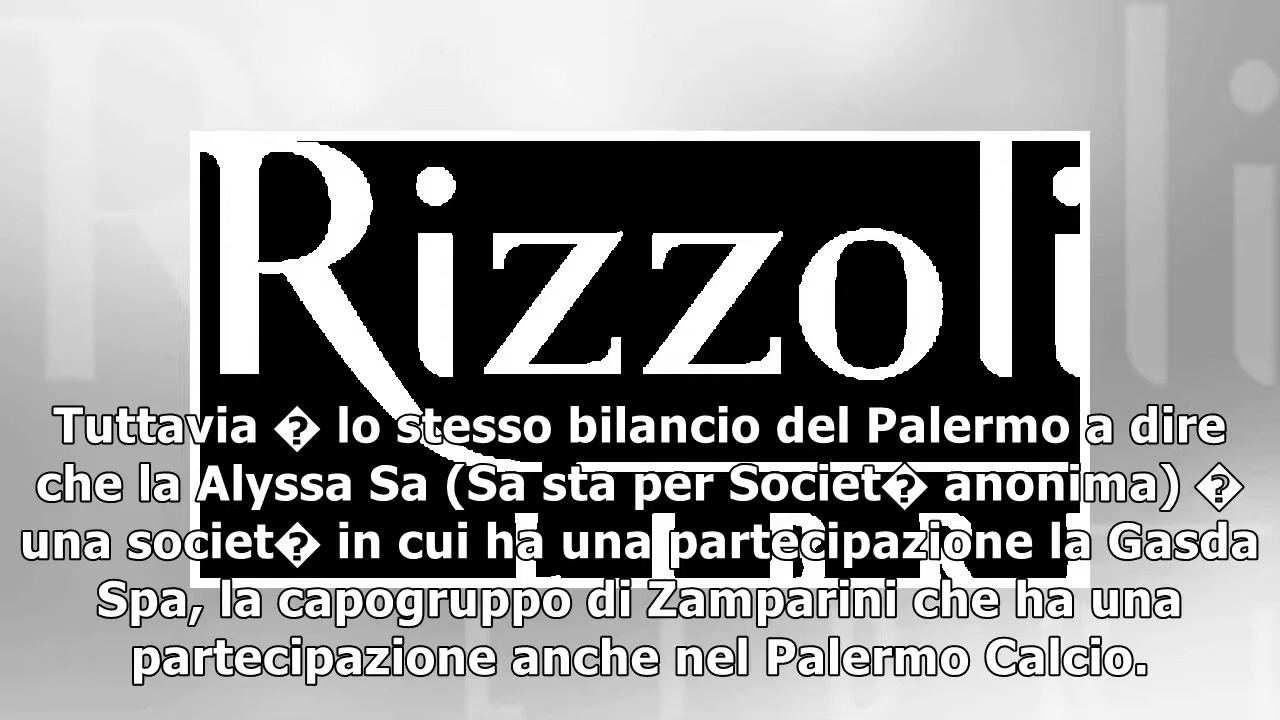 Rizzoli
LIBRI
Tuttavia � lo stesso bilancio del Palermo a dire
che la Alyssa Sa (Sa sta per Societ� anonima) �
una societ� in cui ha una partecipazione la Gasda
Spa, la capogruppo di Zamparini che ha una
partecipazione anche nel Palermo Calcio.